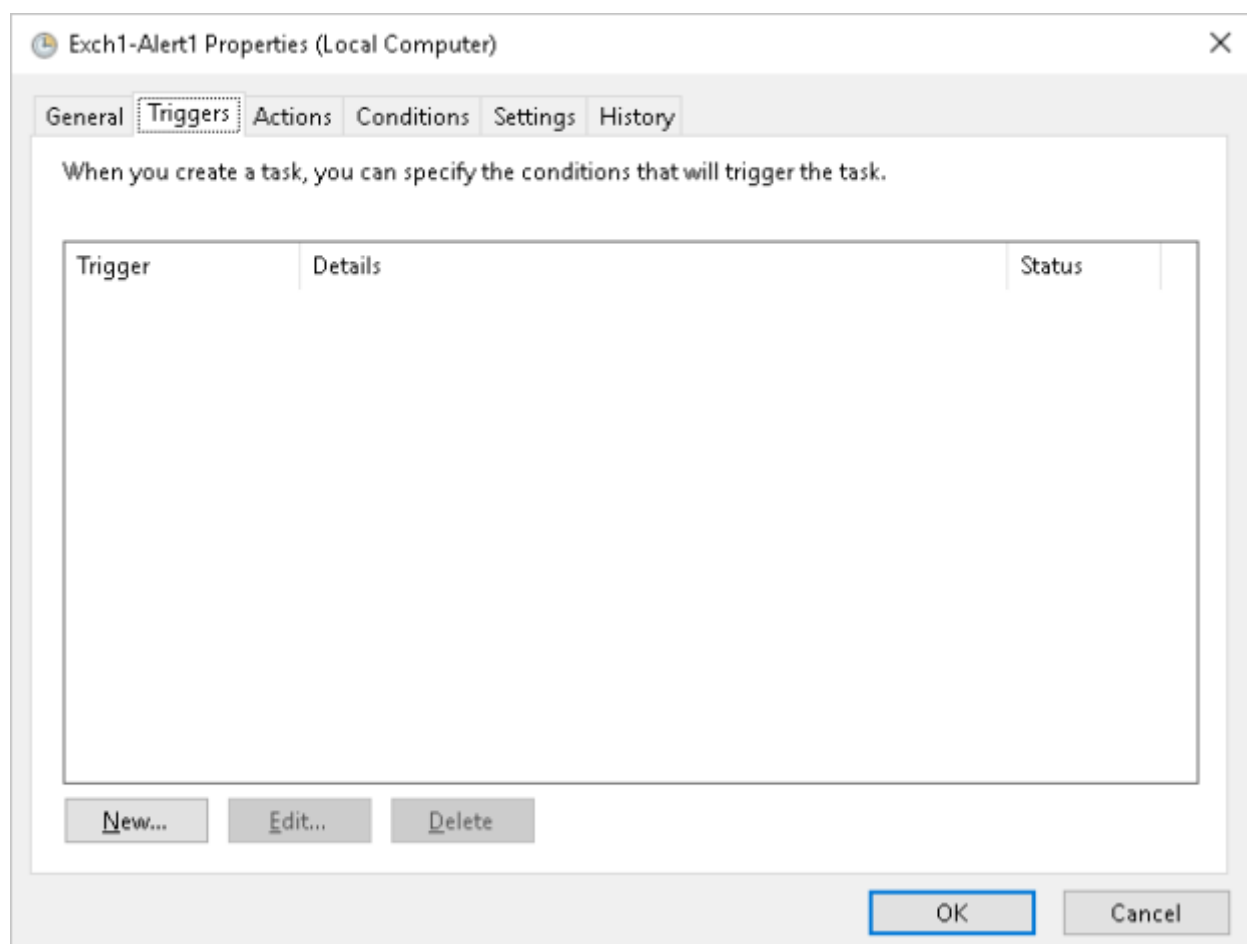 Exch1-Alert1 Properties (Local Computer)
General Triggers Actions Conditions Settings History
When you create a task, you can specify the conditions that will trigger the task.
Trigger Details Status
New... Edit... Delete
OK Cancel